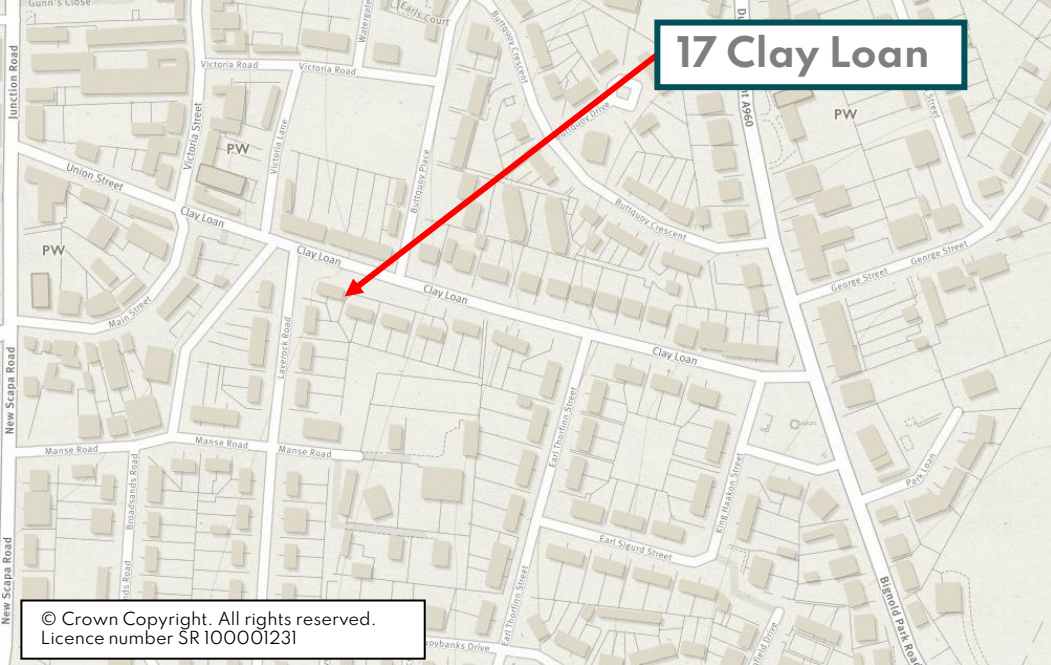 Gunn's Close
Earls Court
Watergate
Buttquoy Crescent
17 Clay Loan
Junction Road
Victoria Road
Victoria Road
A960
Street
PW
Victoria Street
Victoria Lane
PW
Buttquoy Place
Union Street
Clay Loan
Buttquoy Crescent
PW
Clay Loan
George Street
George Street
Clay Loan
Main Street
Laverock Road
New Scapa Road
Clay Loan
Earl Thorfinn Street
Manse Road
Manse Road
Manse Road
Broadsands Road
King Haakon Street
Park Loan
Earl Sigurd Street
New Scapa Road
Earl Thorfinn Street
Bignold Park Road
© Crown Copyright. All rights reserved.
Licence number SR 100001231
Drive